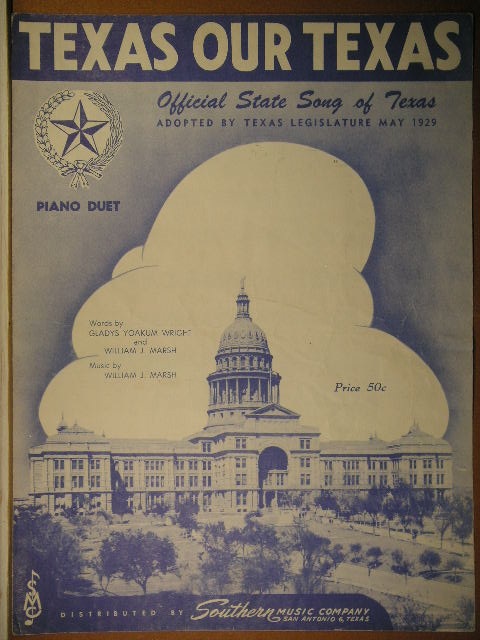 TEXAS OUR TEXAS
Official State Song of Texas
ADOPTED BY TEXAS LEGISLATURE MAY 1929
PIANO DUET
Words by
GLADYS YOAKUM WRIGHT
and
WILLIAM J. MARSH
Music by
WILLIAM J. MARSH
Price 50c
DISTRIBUTED BY Southern MUSIC COMPANY
SAN ANTONIO 6, TEXAS